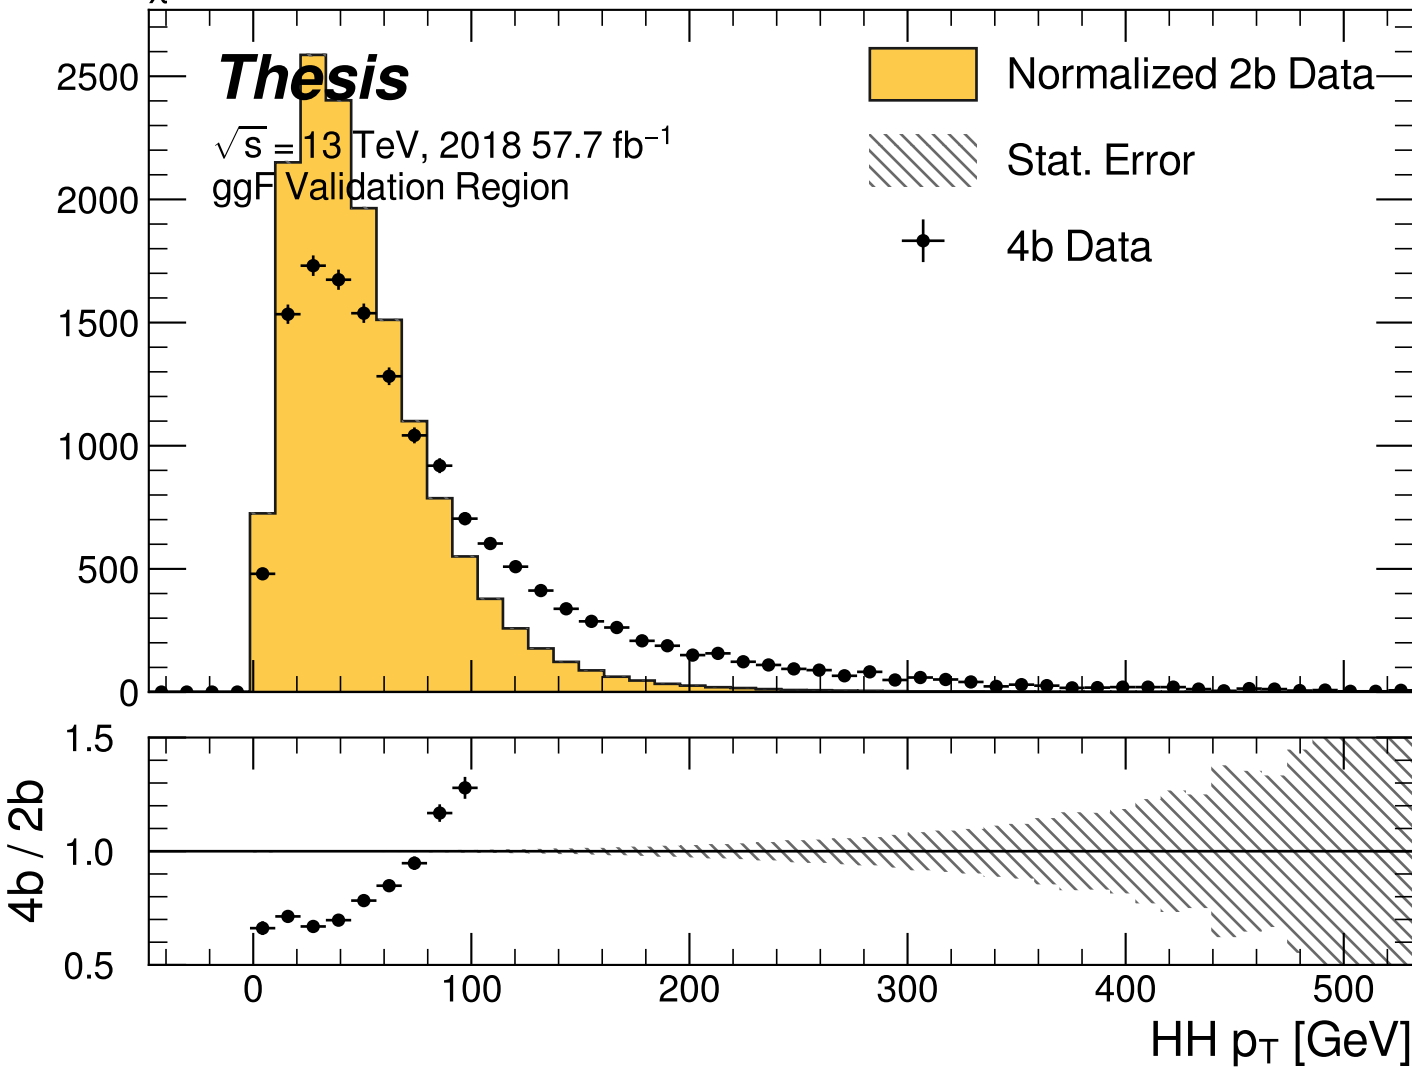 Thesis
√s = 13 TeV, 2018 57.7 fb⁻¹
ggF Validation Region
Normalized 2b Data
Stat. Error
4b Data
2500
2000
1500
1000
500
0
1.5
1.0
0.5
4b / 2b
0 100 200 300 400 500
HH p_T [GeV]